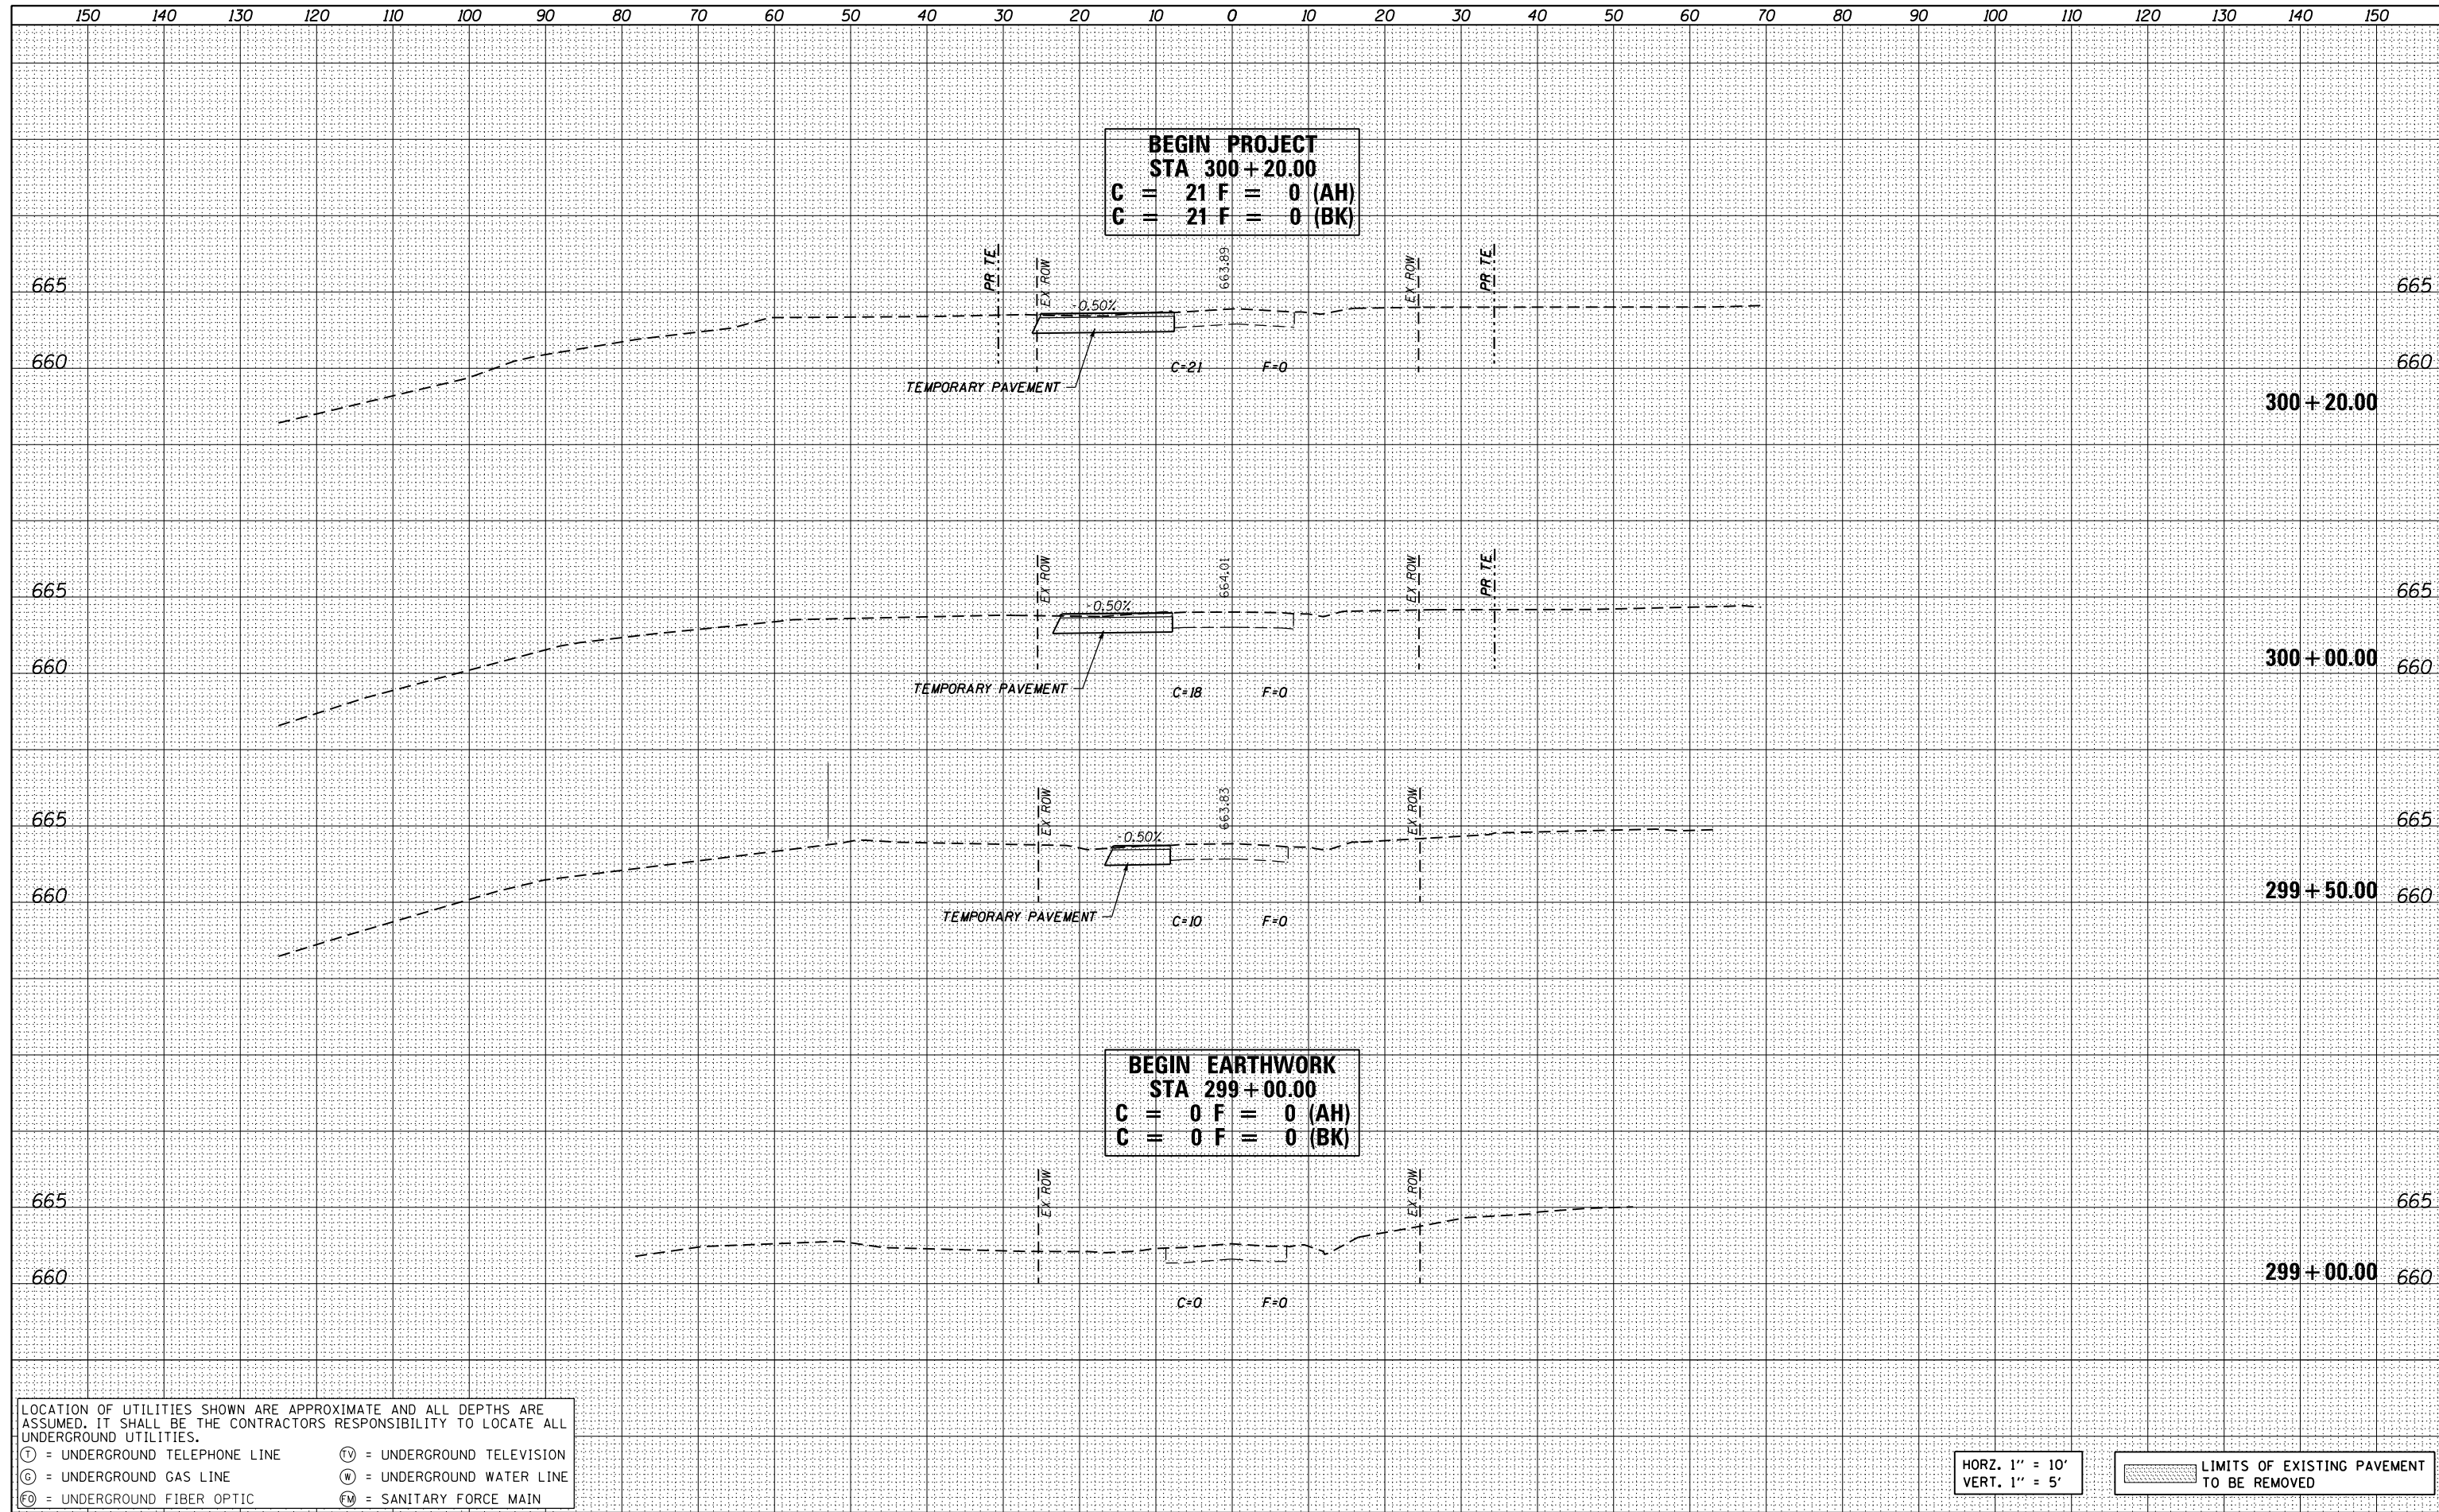 150 140 130 120 110 100 90 80 70 60 50 40 30 20 10 0 10 20 30 40 50 60 70 80 90 100 110 120 130 140 150
BEGIN PROJECT
STA 300+20.00
C = 21 F = 0 (AH)
C = 21 F = 0 (BK)
PR TE
EX ROW
663.89
EX ROW
PR TE
665
-0.50%
665
660
C=21 F=0
660
TEMPORARY PAVEMENT
300+20.00
EX ROW
664.01
EX ROW
PR TE
665
-0.50%
665
660
300+00.00 660
TEMPORARY PAVEMENT
C=18 F=0
EX ROW
663.83
EX ROW
665
-0.50%
665
660
299+50.00 660
TEMPORARY PAVEMENT
C=10 F=0
BEGIN EARTHWORK
STA 299+00.00
C = 0 F = 0 (AH)
C = 0 F = 0 (BK)
EX ROW
EX ROW
665
665
660
299+00.00 660
C=0 F=0
LOCATION OF UTILITIES SHOWN ARE APPROXIMATE AND ALL DEPTHS ARE
ASSUMED. IT SHALL BE THE CONTRACTORS RESPONSIBILITY TO LOCATE ALL
UNDERGROUND UTILITIES.
T = UNDERGROUND TELEPHONE LINE
TV = UNDERGROUND TELEVISION
G = UNDERGROUND GAS LINE
W = UNDERGROUND WATER LINE
FO = UNDERGROUND FIBER OPTIC
FM = SANITARY FORCE MAIN
HORZ. 1'' = 10'
VERT. 1'' = 5'
LIMITS OF EXISTING PAVEMENT
TO BE REMOVED